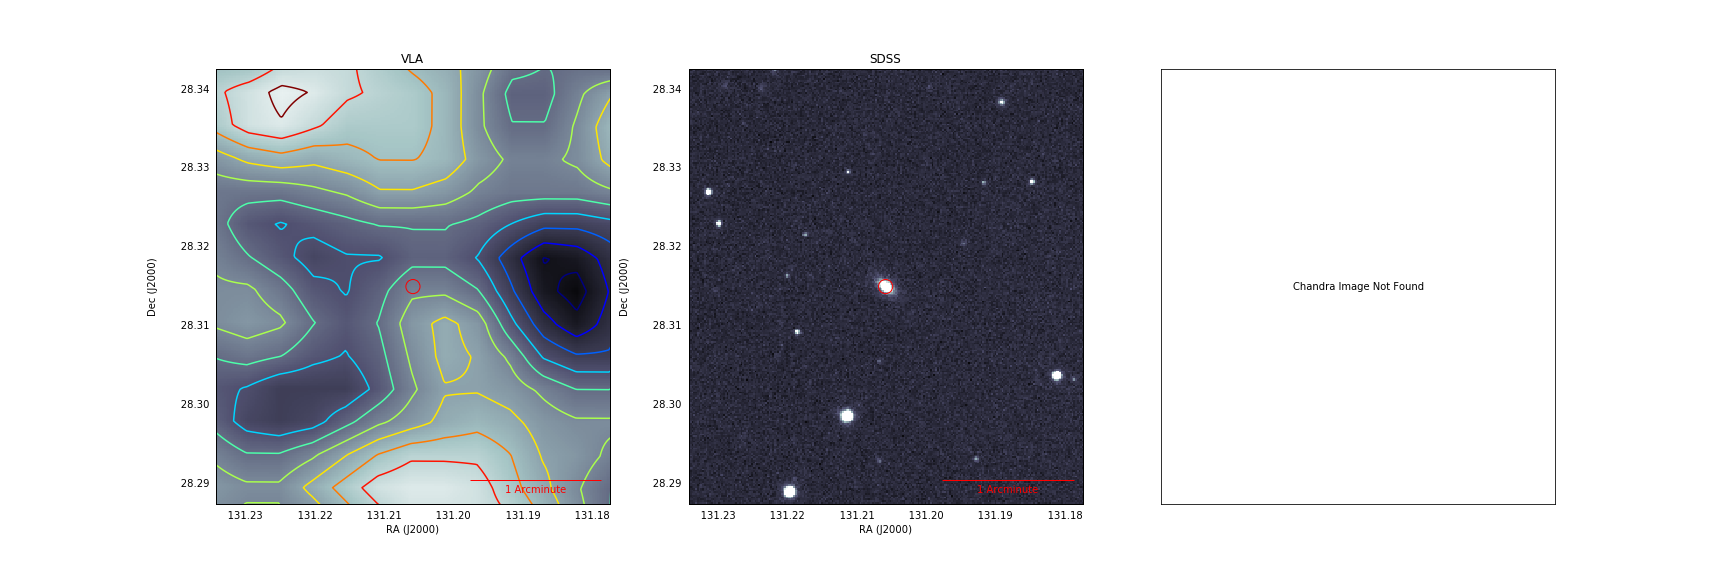 VLA
28.34
28.33
28.32
28.31
28.30
28.29
Dec (J2000)
1 Arcminute
131.23 131.22 131.21 131.20 131.19 131.18
RA (J2000)
SDSS
28.34
28.33
28.32
28.31
28.30
28.29
Dec (J2000)
1 Arcminute
131.23 131.22 131.21 131.20 131.19 131.18
RA (J2000)
Chandra Image Not Found